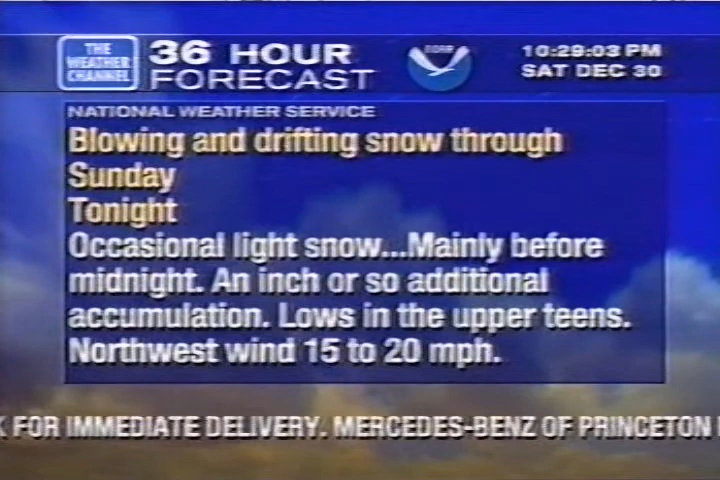 THE
WEATHER
CHANNEL
36 HOUR
FORECAST
NOAA
10:29:03 PM
SAT DEC 30
NATIONAL WEATHER SERVICE
Blowing and drifting snow through
Sunday
Tonight
Occasional light snow...Mainly before
midnight. An inch or so additional
accumulation. Lows in the upper teens.
Northwest wind 15 to 20 mph.
FOR IMMEDIATE DELIVERY. MERCEDES-BENZ OF PRINCETON